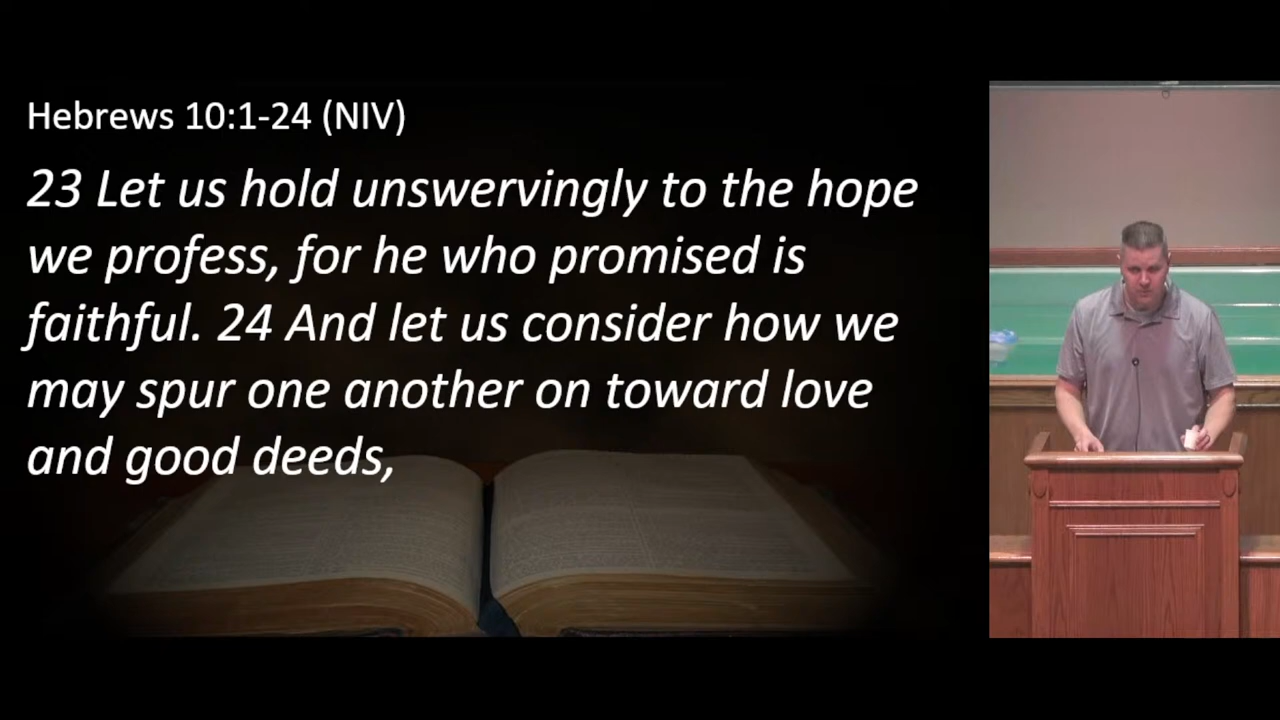 Hebrews 10:1-24 (NIV)
23 Let us hold unswervingly to the hope
we profess, for he who promised is
faithful. 24 And let us consider how we
may spur one another on toward love
and good deeds,